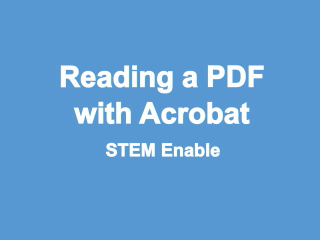 Reading a PDF
with Acrobat
STEM Enable